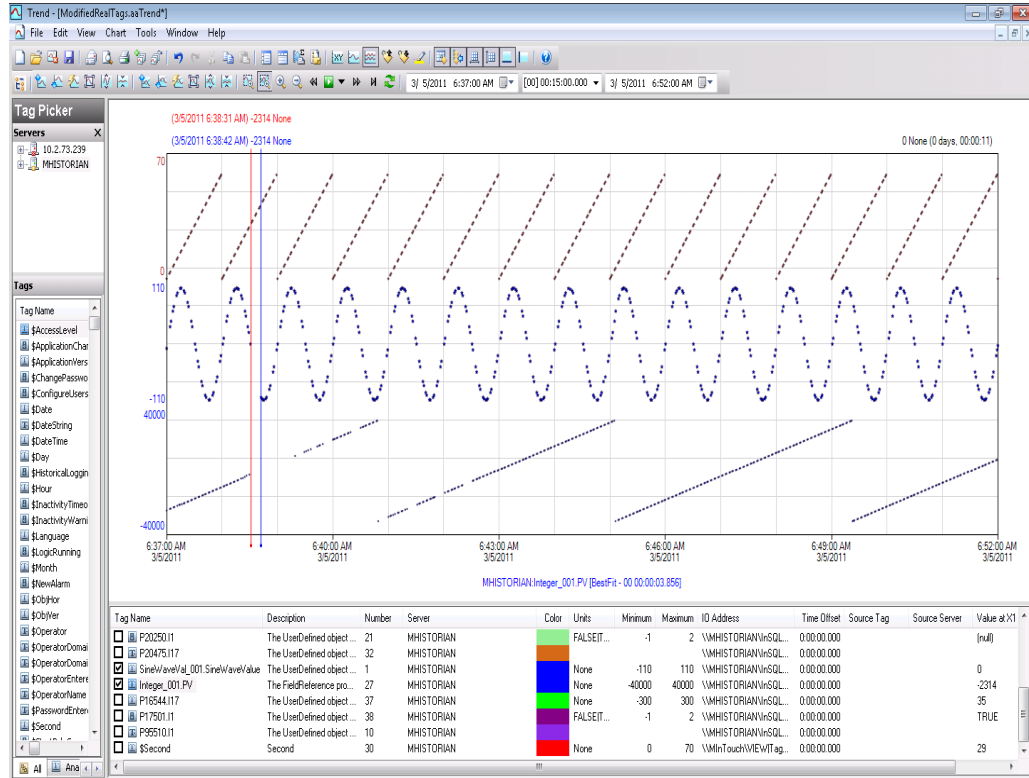 Trend - [ModifiedRealTags.aaTrend*]
File Edit View Chart Tools Window Help
3/ 5/2011 6:37:00 AM [00] 00:15:00.000 3/ 5/2011 6:52:00 AM
Tag Picker
Servers X
10.2.73.239
MHISTORIAN
Tags
Tag Name
$AccessLevel
$ApplicationChar
$ApplicationVers
$ChangePasswo
$ConfigureUsers
$Date
$DateString
$DateTime
$Day
$HistoricalLoggin
$Hour
$InactivityTimeo
$InactivityWarni
$Language
$LogicRunning
$Month
$NewAlarm
$ObjHor
$ObjVer
$Operator
$OperatorDomai
$OperatorDomai
$OperatorEntere
$OperatorName
$PasswordEnter
$Second
All Ana
(3/5/2011 6:38:31 AM) -2314 None
(3/5/2011 6:38:42 AM) -2314 None
0 None (0 days, 00:00:11)
70
0
110
-110
40000
-40000
6:37:00 AM 6:40:00 AM 6:43:00 AM 6:46:00 AM 6:49:00 AM 6:52:00 AM
3/5/2011 3/5/2011 3/5/2011 3/5/2011 3/5/2011 3/5/2011
MHISTORIAN:Integer_001.PV [BestFit - 00 00:00:03.856]
Tag Name Description Number Server Color Units Minimum Maximum IO Address Time Offset Source Tag Source Server Value at X1
P20250.I1 The UserDefined object ... 21 MHISTORIAN FALSE|T... -1 2 \\MHISTORIAN\InSQL... 0:00:00.000 (null)
P20475.I17 The UserDefined object ... 32 MHISTORIAN \\MHISTORIAN\InSQL... 0:00:00.000
SineWaveVal_001.SineWaveValue The UserDefined object ... 1 MHISTORIAN None -110 110 \\MHISTORIAN\InSQL... 0:00:00.000 0
Integer_001.PV The FieldReference pro... 27 MHISTORIAN None -40000 40000 \\MHISTORIAN\InSQL... 0:00:00.000 -2314
P16544.I17 The UserDefined object ... 37 MHISTORIAN None -300 300 \\MHISTORIAN\InSQL... 0:00:00.000 35
P17501.I1 The UserDefined object ... 38 MHISTORIAN FALSE|T... -1 2 \\MHISTORIAN\InSQL... 0:00:00.000 TRUE
P95510.I1 The UserDefined object ... 10 MHISTORIAN \\MHISTORIAN\InSQL... 0:00:00.000
$Second Second 30 MHISTORIAN None 0 70 \\MInTouch\VIEW|Tag... 0:00:00.000 29